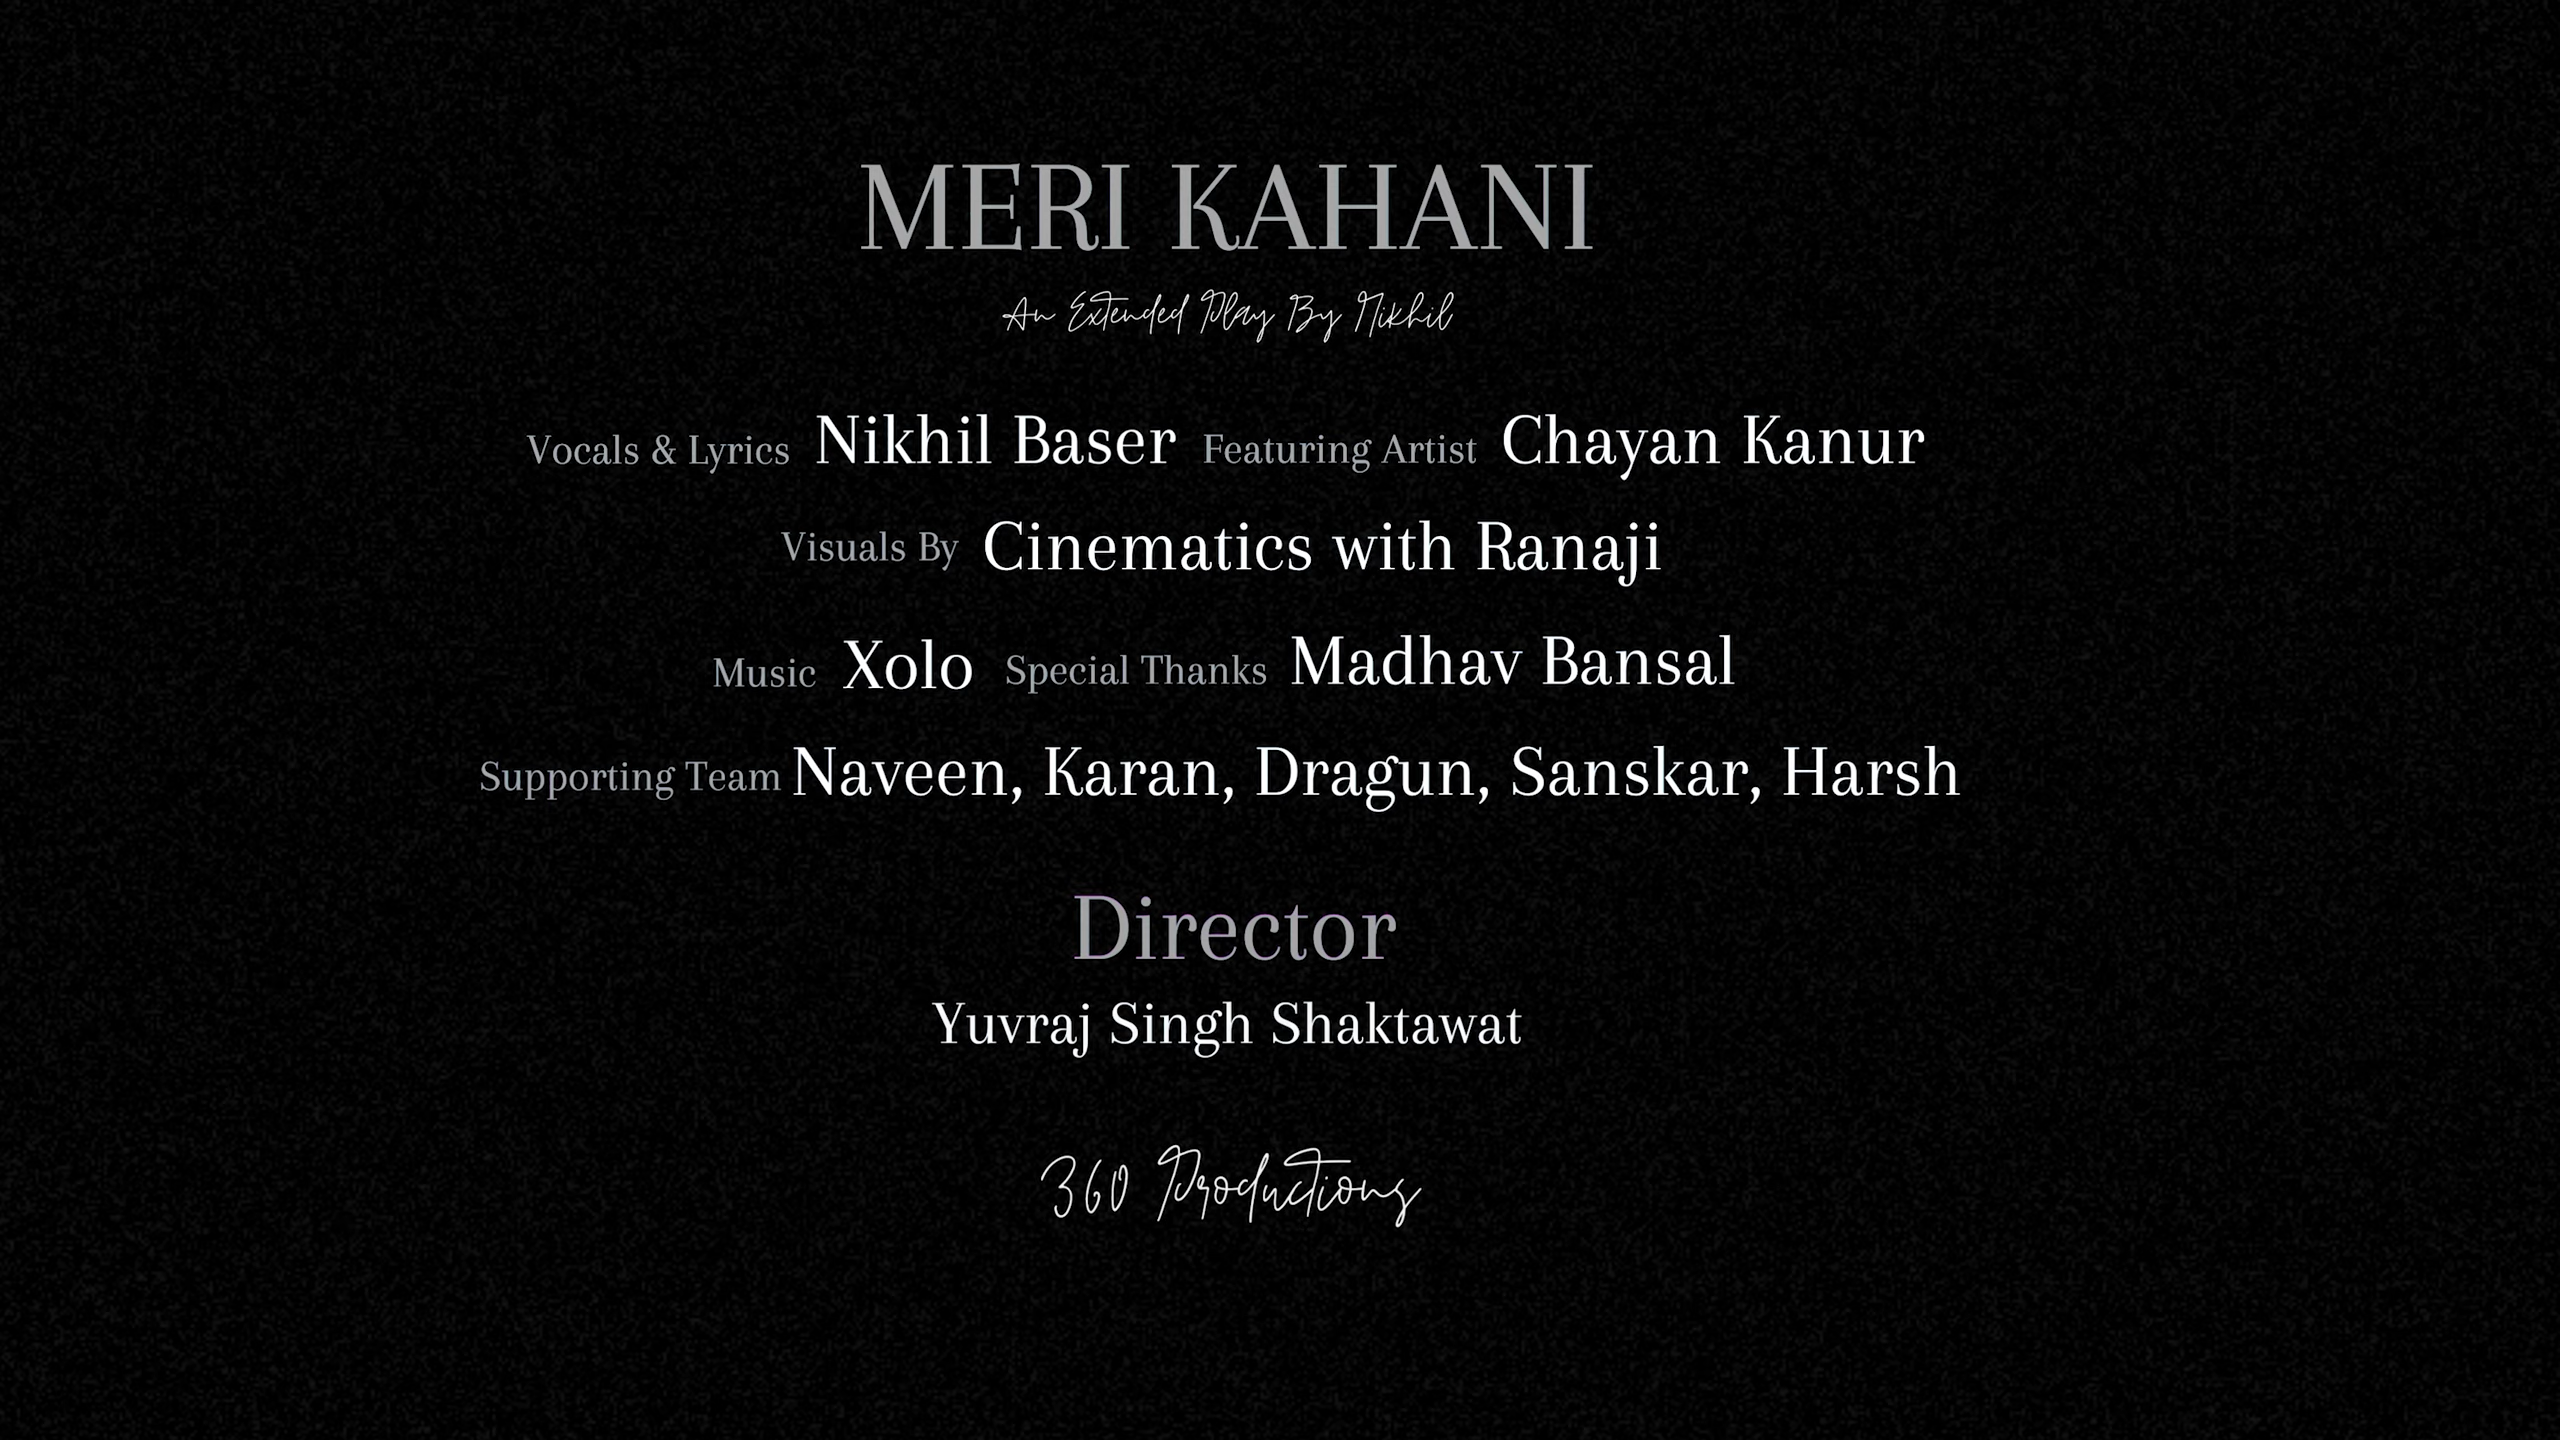 MERI KAHANI
An Extended Play By Nikhil
Vocals & Lyrics Nikhil Baser Featuring Artist Chayan Kanur
Visuals By Cinematics with Ranaji
Music Xolo Special Thanks Madhav Bansal
Supporting Team Naveen, Karan, Dragun, Sanskar, Harsh
Director
Yuvraj Singh Shaktawat
360 Productions